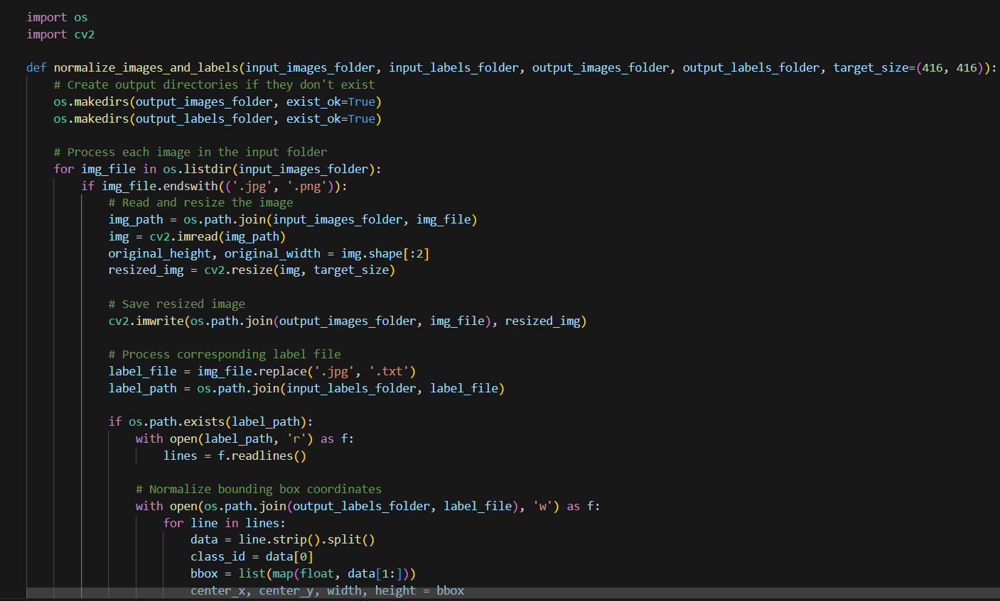 import os
import cv2

def normalize_images_and_labels(input_images_folder, input_labels_folder, output_images_folder, output_labels_folder, target_size=(416, 416)):
    # Create output directories if they don't exist
    os.makedirs(output_images_folder, exist_ok=True)
    os.makedirs(output_labels_folder, exist_ok=True)

    # Process each image in the input folder
    for img_file in os.listdir(input_images_folder):
        if img_file.endswith(('.jpg', '.png')):
            # Read and resize the image
            img_path = os.path.join(input_images_folder, img_file)
            img = cv2.imread(img_path)
            original_height, original_width = img.shape[:2]
            resized_img = cv2.resize(img, target_size)

            # Save resized image
            cv2.imwrite(os.path.join(output_images_folder, img_file), resized_img)

            # Process corresponding label file
            label_file = img_file.replace('.jpg', '.txt')
            label_path = os.path.join(input_labels_folder, label_file)

            if os.path.exists(label_path):
                with open(label_path, 'r') as f:
                    lines = f.readlines()

                # Normalize bounding box coordinates
                with open(os.path.join(output_labels_folder, label_file), 'w') as f:
                    for line in lines:
                        data = line.strip().split()
                        class_id = data[0]
                        bbox = list(map(float, data[1:]))
                        center_x, center_y, width, height = bbox